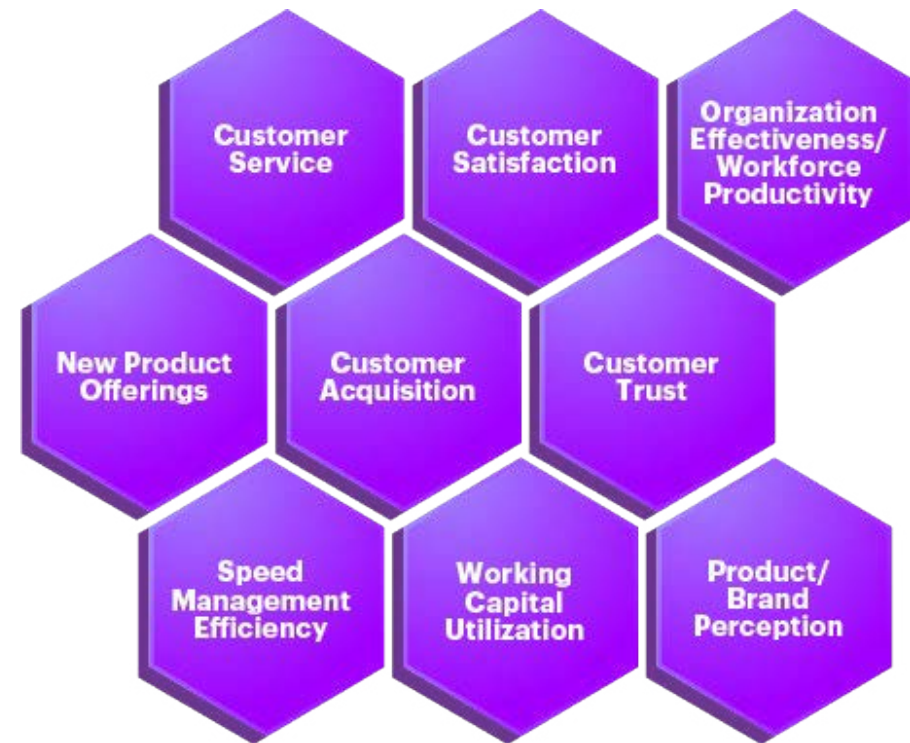 Customer
Service
Customer
Satisfaction
Organization
Effectiveness/
Workforce
Productivity
New Product
Offerings
Customer
Acquisition
Customer
Trust
Speed
Management
Efficiency
Working
Capital
Utilization
Product/
Brand
Perception